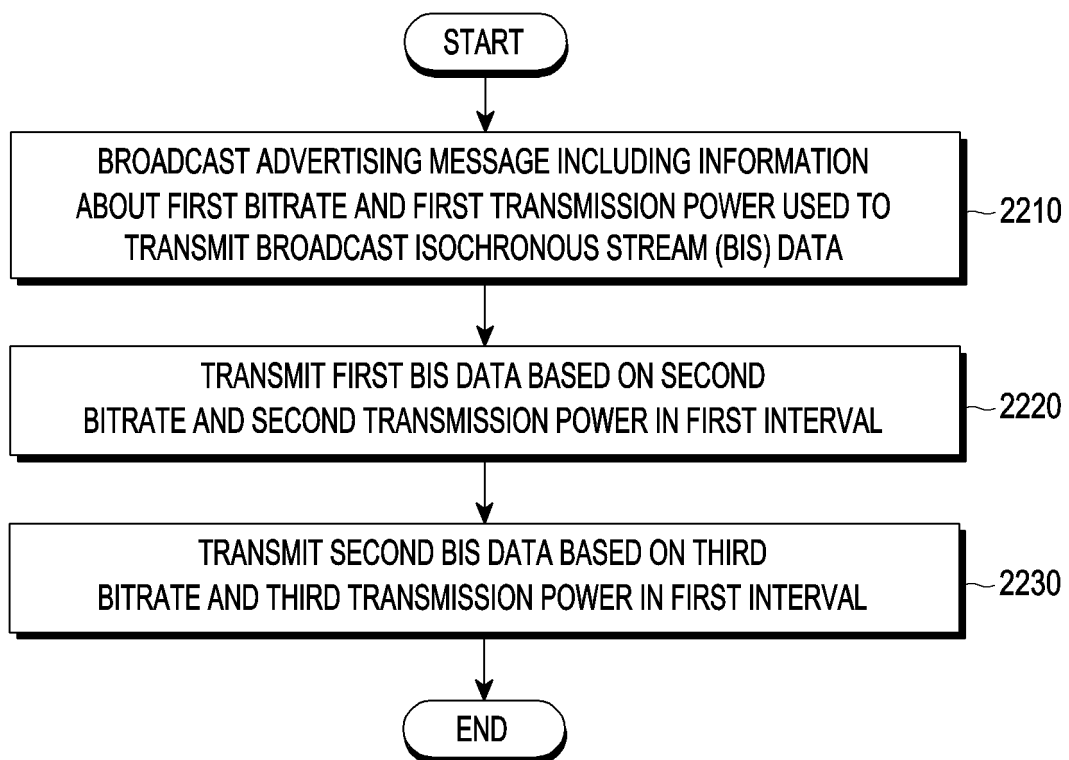 START
BROADCAST ADVERTISING MESSAGE INCLUDING INFORMATION
ABOUT FIRST BITRATE AND FIRST TRANSMISSION POWER USED TO
TRANSMIT BROADCAST ISOCHRONOUS STREAM (BIS) DATA
2210
TRANSMIT FIRST BIS DATA BASED ON SECOND
BITRATE AND SECOND TRANSMISSION POWER IN FIRST INTERVAL
2220
TRANSMIT SECOND BIS DATA BASED ON THIRD
BITRATE AND THIRD TRANSMISSION POWER IN FIRST INTERVAL
2230
END